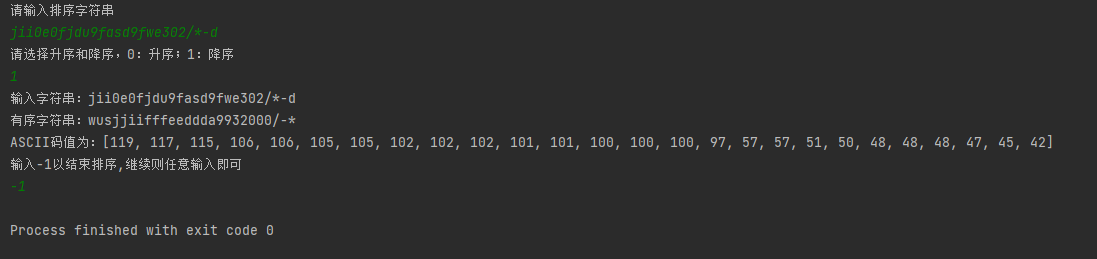 请输入排序字符串
jii0e0fjdu9fasd9fwe302/*-d
请选择升序和降序，0：升序；1：降序
1
输入字符串：jii0e0fjdu9fasd9fwe302/*-d
有序字符串：wusjjiifffeeddda9932000/-*
ASCII码值为：[119, 117, 115, 106, 106, 105, 105, 102, 102, 102, 101, 101, 100, 100, 100, 97, 57, 57, 51, 50, 48, 48, 48, 47, 45, 42]
输入-1以结束排序,继续则任意输入即可
-1
Process finished with exit code 0